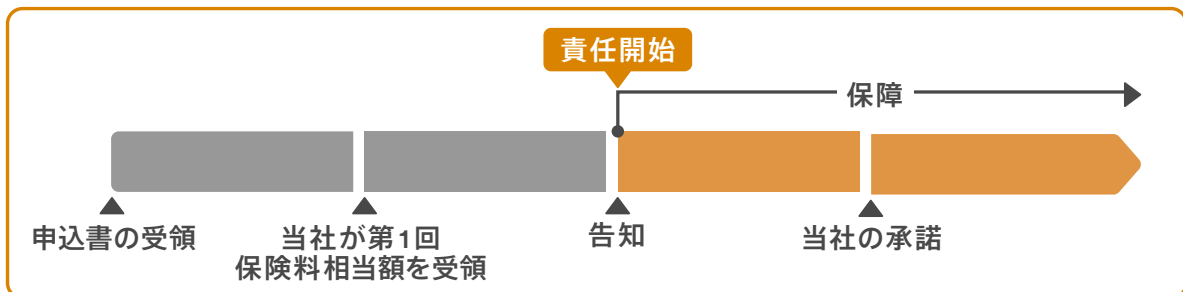 責任開始
保障
申込書の受領
当社が第1回
保険料相当額を受領
告知
当社の承諾